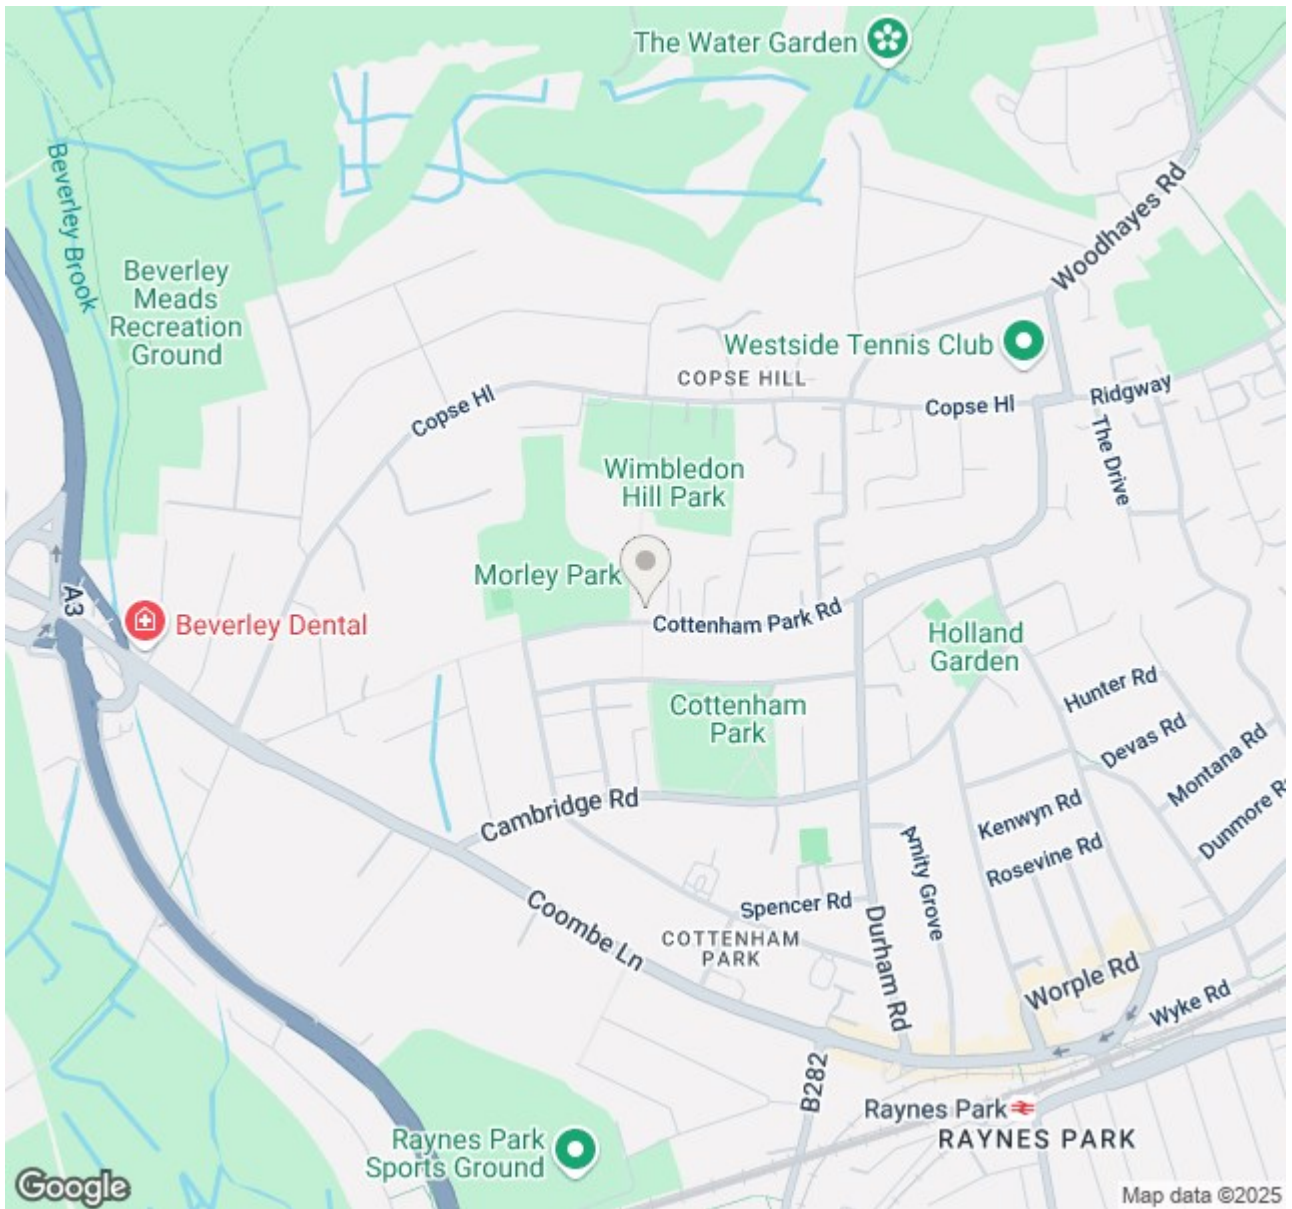 The Water Garden
Beverley Brook
Woodhayes Rd
Beverley
Meads
Recreation
Ground
Westside Tennis Club
COPSE HILL
Copse Hl
Copse Hl
Ridgway
The Drive
Wimbledon
Hill Park
Morley Park
A3
Beverley Dental
Cottenham Park Rd
Holland
Garden
Hunter Rd
Cottenham
Park
Devas Rd
Montana Rd
Cambridge Rd
Kenwyn Rd
Dunmore R
Rosevine Rd
Amity Grove
Coombe Ln
Spencer Rd
COTTENHAM
PARK
Durham Rd
Worple Rd
Wyke Rd
B282
Raynes Park
RAYNES PARK
Raynes Park
Sports Ground
Google
Map data ©2025